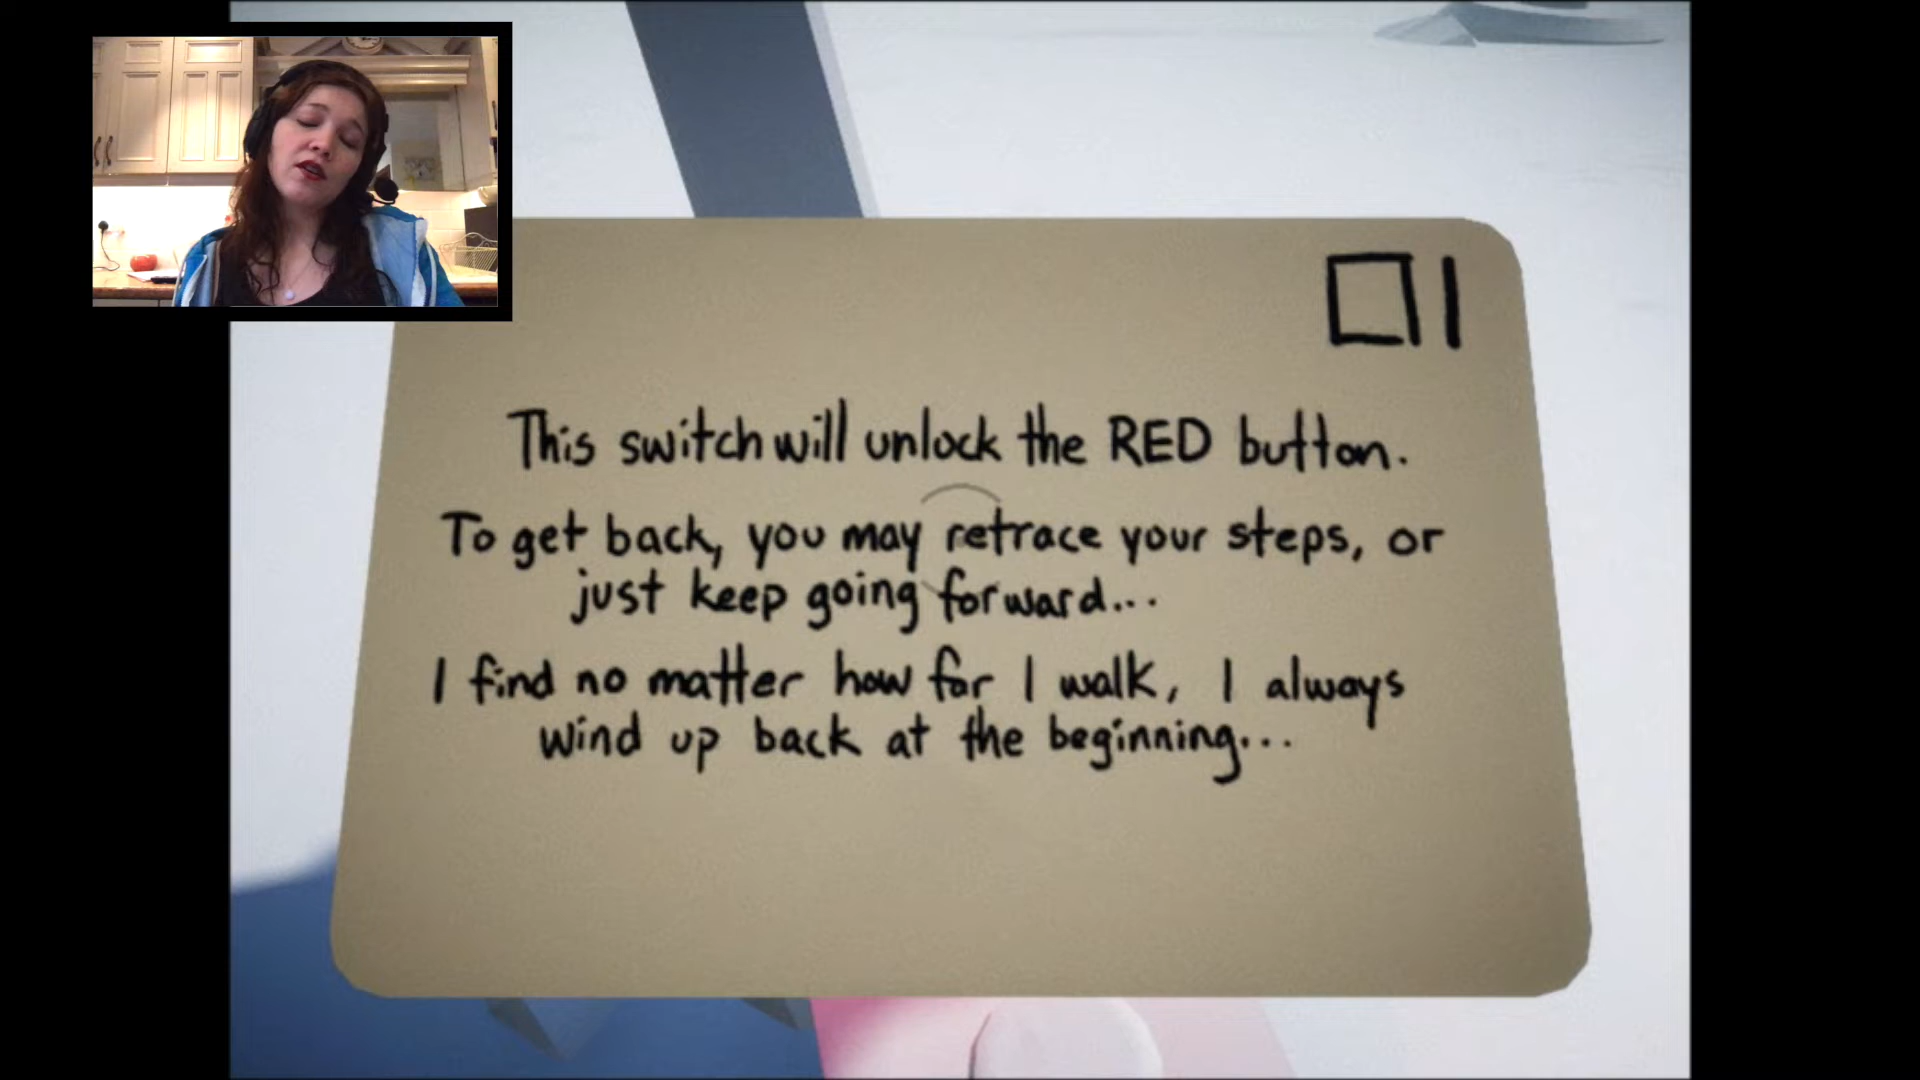 This switch will unlock the RED button.
To get back, you may retrace your steps, or
just keep going forward...
I find no matter how far I walk, I always
wind up back at the beginning...